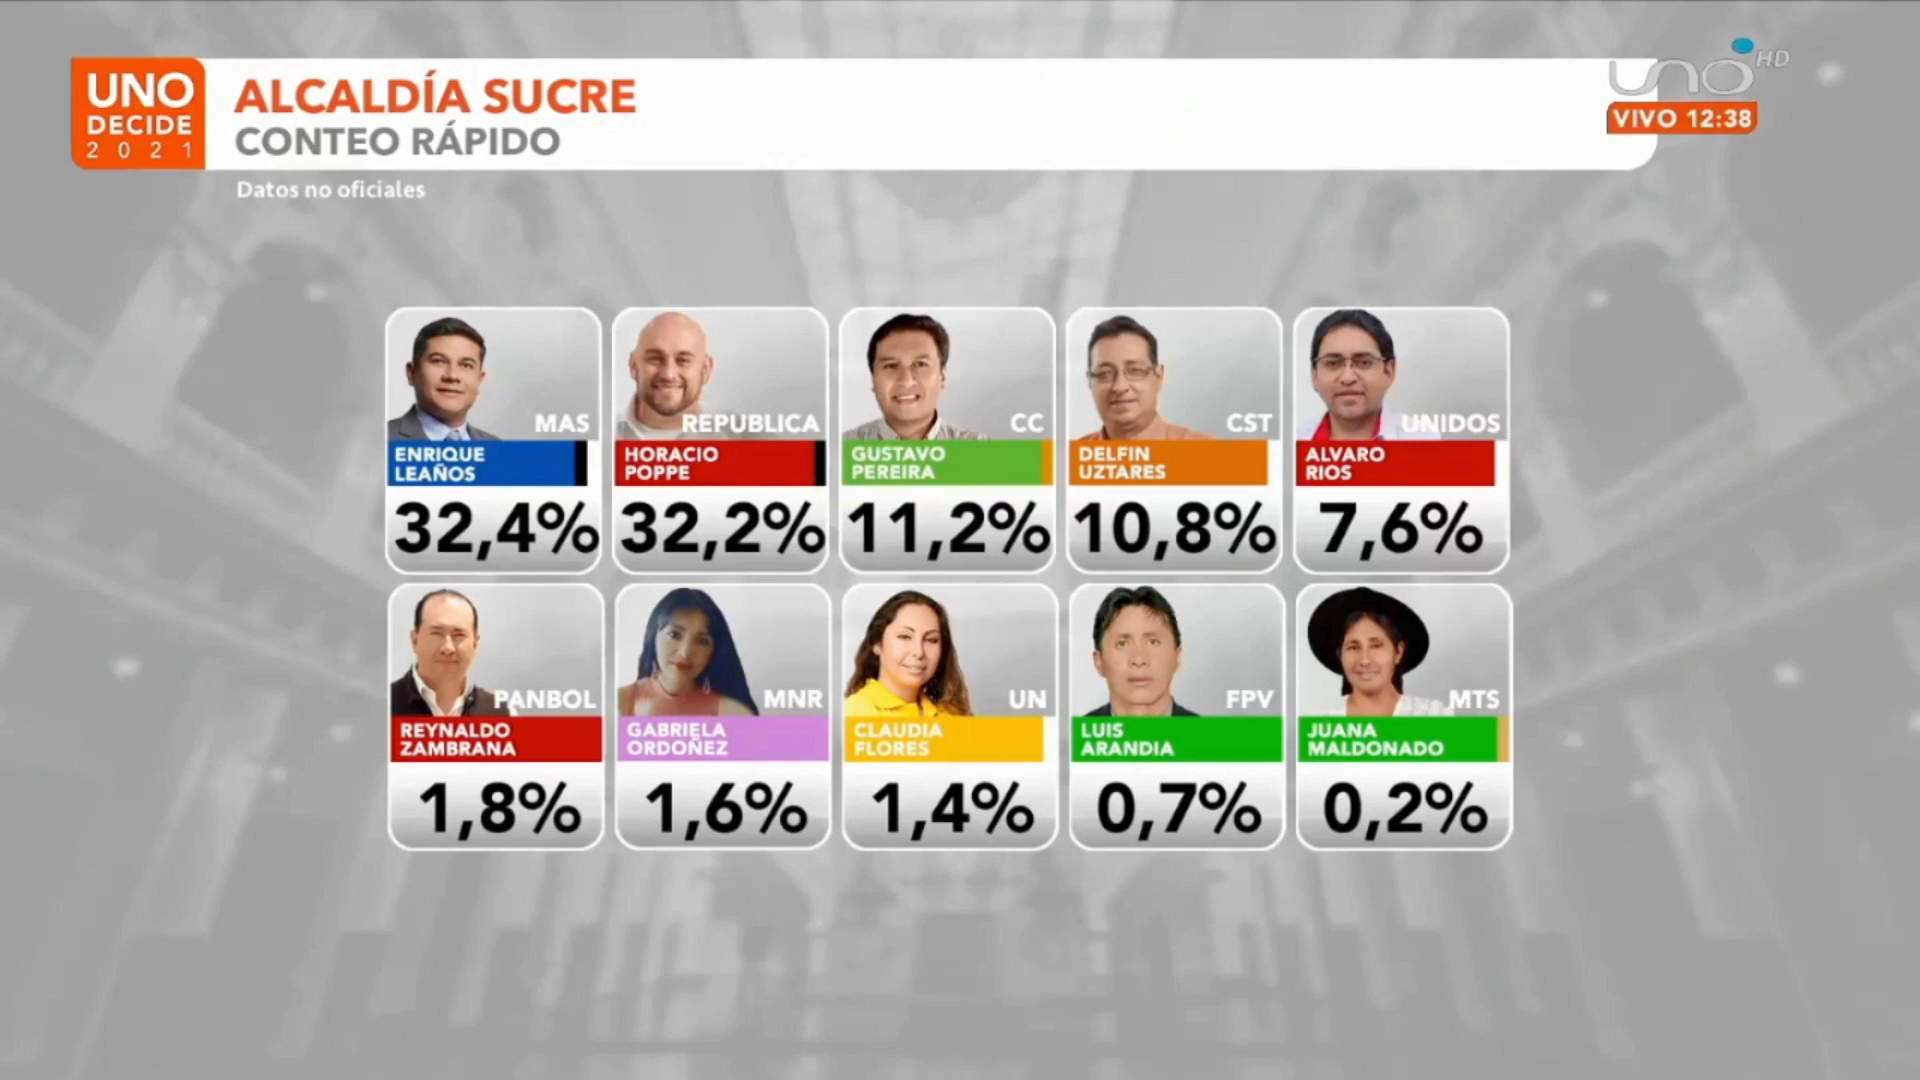 UNO
DECIDE
2021
ALCALDÍA SUCRE
CONTEO RÁPIDO
Datos no oficiales
uno HD
VIVO 12:38
MAS
ENRIQUE
LEAÑOS
32,4%
REPUBLICA
HORACIO
POPPE
32,2%
CC
GUSTAVO
PEREIRA
11,2%
CST
DELFIN
UZTARES
10,8%
UNIDOS
ALVARO
RIOS
7,6%
PANBOL
REYNALDO
ZAMBRANA
1,8%
MNR
GABRIELA
ORDOÑEZ
1,6%
UN
CLAUDIA
FLORES
1,4%
FPV
LUIS
ARANDIA
0,7%
MTS
JUANA
MALDONADO
0,2%